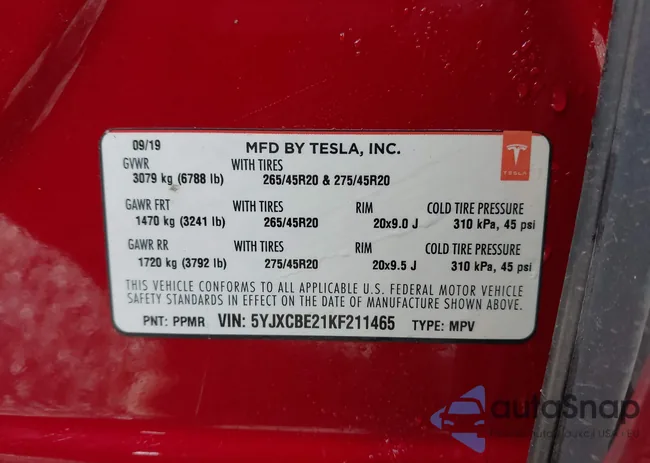 09/19 MFD BY TESLA, INC.
TESLA
GVWR WITH TIRES
3079 kg (6788 lb) 265/45R20 & 275/45R20
GAWR FRT WITH TIRES RIM COLD TIRE PRESSURE
1470 kg (3241 lb) 265/45R20 20x9.0 J 310 kPa, 45 psi
GAWR RR WITH TIRES RIM COLD TIRE PRESSURE
1720 kg (3792 lb) 275/45R20 20x9.5 J 310 kPa, 45 psi
THIS VEHICLE CONFORMS TO ALL APPLICABLE U.S. FEDERAL MOTOR VEHICLE
SAFETY STANDARDS IN EFFECT ON THE DATE OF MANUFACTURE SHOWN ABOVE.
PNT: PPMR VIN: 5YJXCBE21KF211465 TYPE: MPV
autoSnap